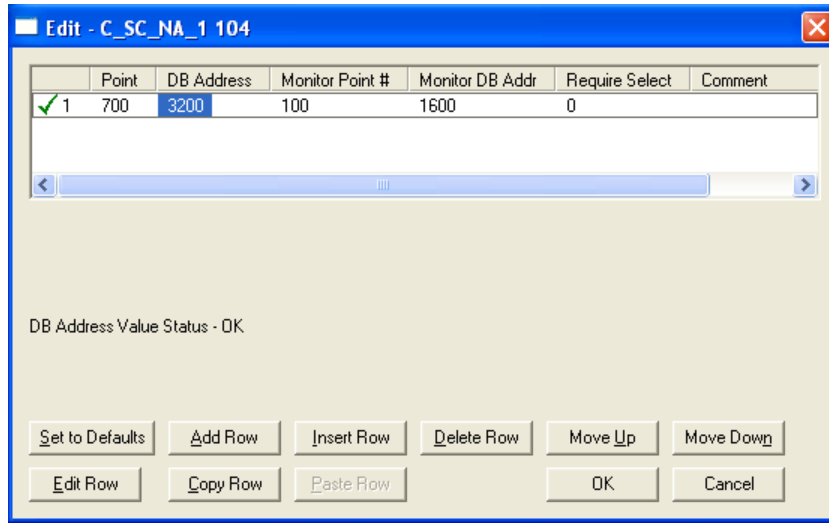 Edit - C_SC_NA_1 104
Point DB Address Monitor Point # Monitor DB Addr Require Select Comment
1 700 3200 100 1600 0
DB Address Value Status - OK
Set to Defaults Add Row Insert Row Delete Row Move Up Move Down
Edit Row Copy Row Paste Row OK Cancel